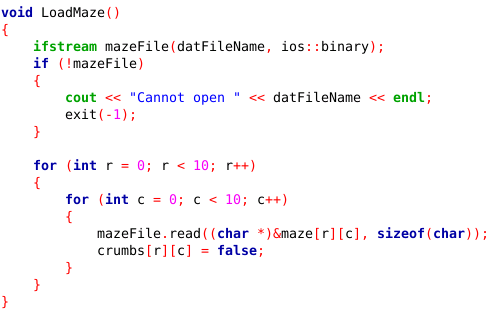 void LoadMaze()
{
    ifstream mazeFile(datFileName, ios::binary);
    if (!mazeFile)
    {
        cout << "Cannot open " << datFileName << endl;
        exit(-1);
    }

    for (int r = 0; r < 10; r++)
    {
        for (int c = 0; c < 10; c++)
        {
            mazeFile.read((char *)&maze[r][c], sizeof(char));
            crumbs[r][c] = false;
        }
    }
}